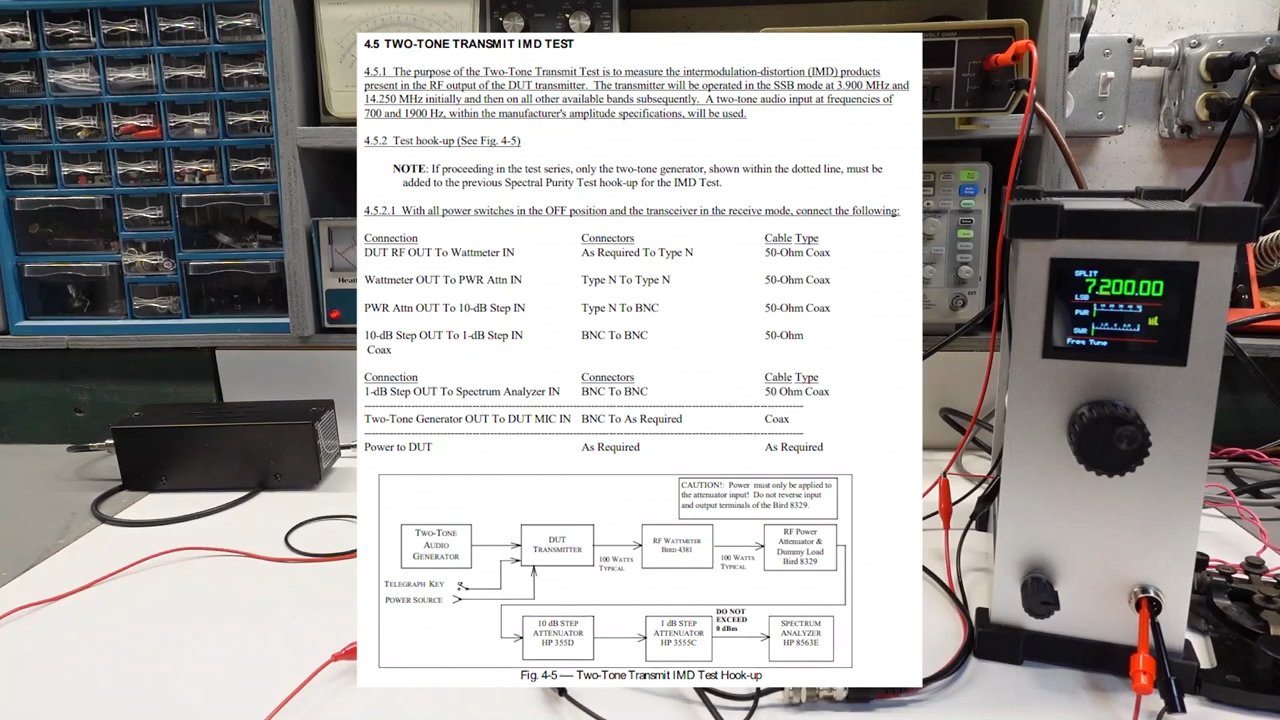 4.5 TWO-TONE TRANSMIT IMD TEST
4.5.1 The purpose of the Two-Tone Transmit Test is to measure the intermodulation-distortion (IMD) products
present in the RF output of the DUT transmitter. The transmitter will be operated in the SSB mode at 3.900 MHz and
14.250 MHz initially and then on all other available bands subsequently. A two-tone audio input at frequencies of
700 and 1900 Hz, within the manufacturer's amplitude specifications, will be used.
4.5.2 Test hook-up (See Fig. 4-5)
NOTE: If proceeding in the test series, only the two-tone generator, shown within the dotted line, must be
added to the previous Spectral Purity Test hook-up for the IMD Test.
4.5.2.1 With all power switches in the OFF position and the transceiver in the receive mode, connect the following:
Connection Connectors Cable Type
DUT RF OUT To Wattmeter IN As Required To Type N 50-Ohm Coax
Wattmeter OUT To PWR Attn IN Type N To Type N 50-Ohm Coax
PWR Attn OUT To 10-dB Step IN Type N To BNC 50-Ohm Coax
10-dB Step OUT To 1-dB Step IN BNC To BNC 50-Ohm
Coax
Connection Connectors Cable Type
1-dB Step OUT To Spectrum Analyzer IN BNC To BNC 50 Ohm Coax
Two-Tone Generator OUT To DUT MIC IN BNC To As Required Coax
Power to DUT As Required As Required
CAUTION!: Power must only be applied to
the attenuator input! Do not reverse input
and output terminals of the Bird 8329.
TWO-TONE
AUDIO
GENERATOR
DUT
TRANSMITTER
100 WATTS
TYPICAL
RF WATTMETER
BIRD 4381
100 WATTS
TYPICAL
RF Power
Attenuator &
Dummy Load
Bird 8329
TELEGRAPH KEY
POWER SOURCE
10 dB STEP
ATTENUATOR
HP 355D
1 dB STEP
ATTENUATOR
HP 3555C
DO NOT
EXCEED
0 dBm
SPECTRUM
ANALYZER
HP 8563E
Fig. 4-5 — Two-Tone Transmit IMD Test Hook-up
SPLIT
7.200.00
LSB
PWR
SWR
Freq Tune
Heath